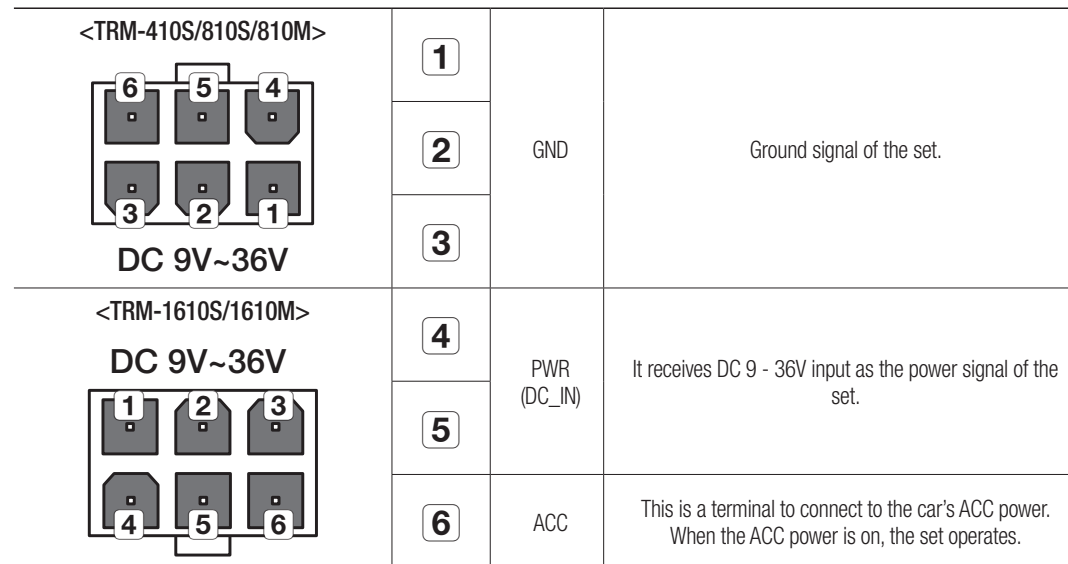 <TRM-410S/810S/810M>
6 5 4
3 2 1
DC 9V~36V
1
2
3
GND
Ground signal of the set.
<TRM-1610S/1610M>
DC 9V~36V
1 2 3
4 5 6
4
5
PWR
(DC_IN)
It receives DC 9 - 36V input as the power signal of the
set.
6
ACC
This is a terminal to connect to the car’s ACC power.
When the ACC power is on, the set operates.